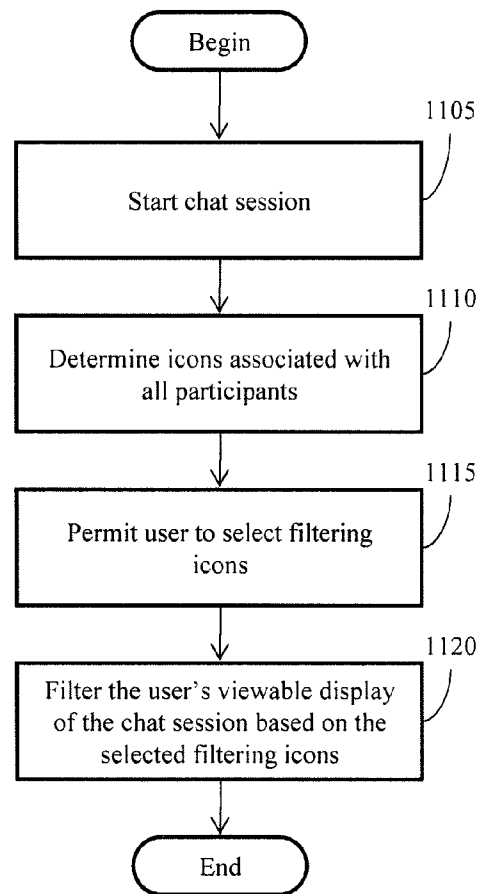 Begin
1105
Start chat session
1110
Determine icons associated with
all participants
1115
Permit user to select filtering
icons
1120
Filter the user's viewable display
of the chat session based on the
selected filtering icons
End